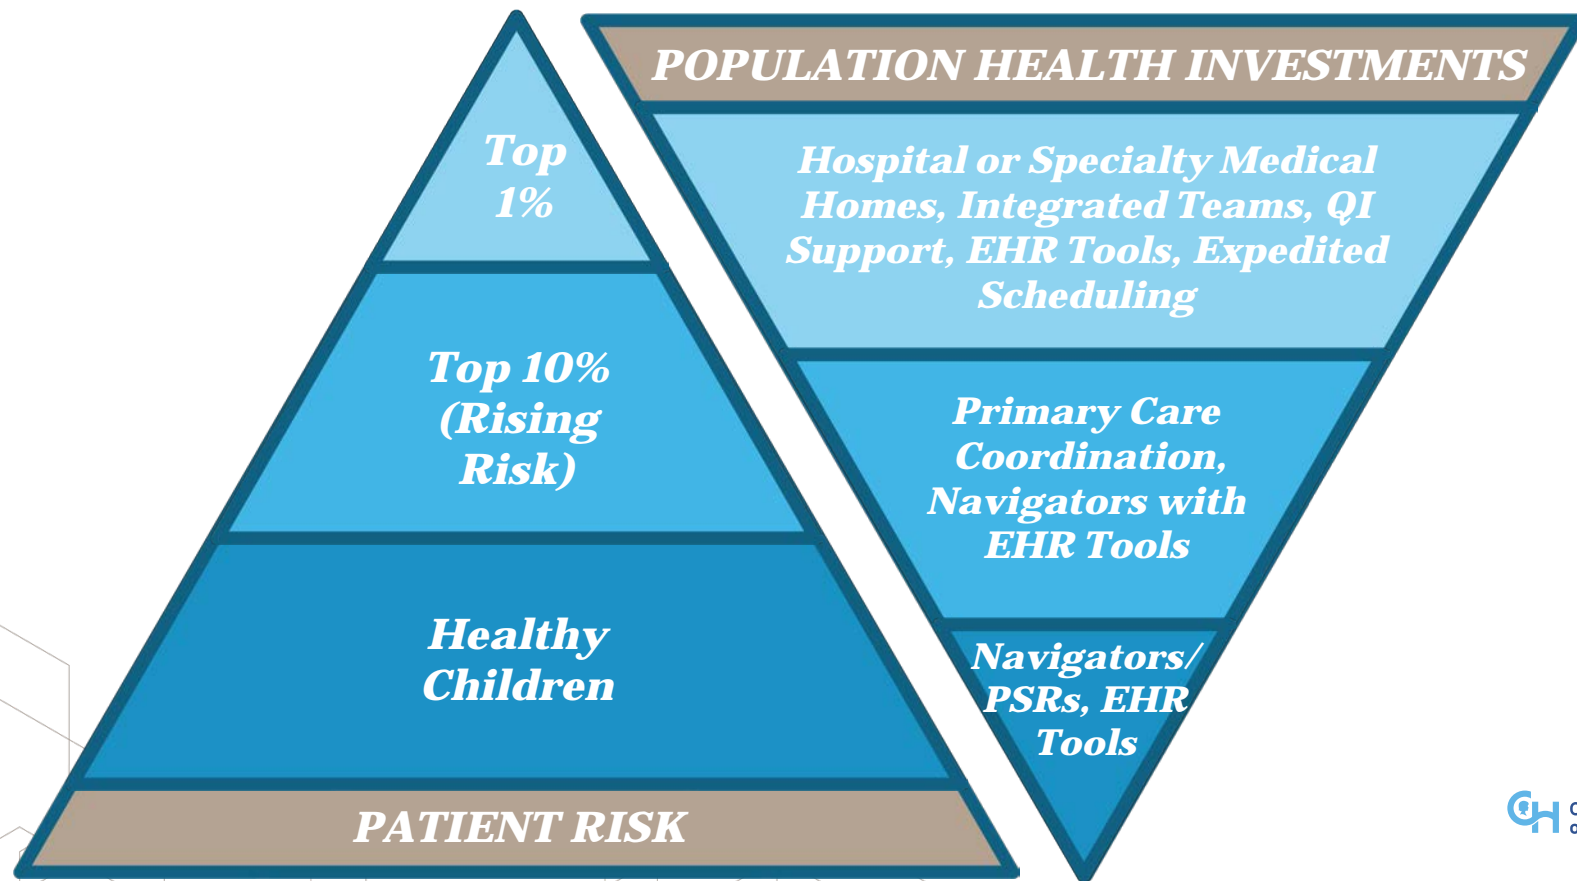 Top
1%
Top 10%
(Rising
Risk)
Healthy
Children
PATIENT RISK
POPULATION HEALTH INVESTMENTS
Hospital or Specialty Medical
Homes, Integrated Teams, QI
Support, EHR Tools, Expedited
Scheduling
Primary Care
Coordination,
Navigators with
EHR Tools
Navigators/
PSRs, EHR
Tools
CH